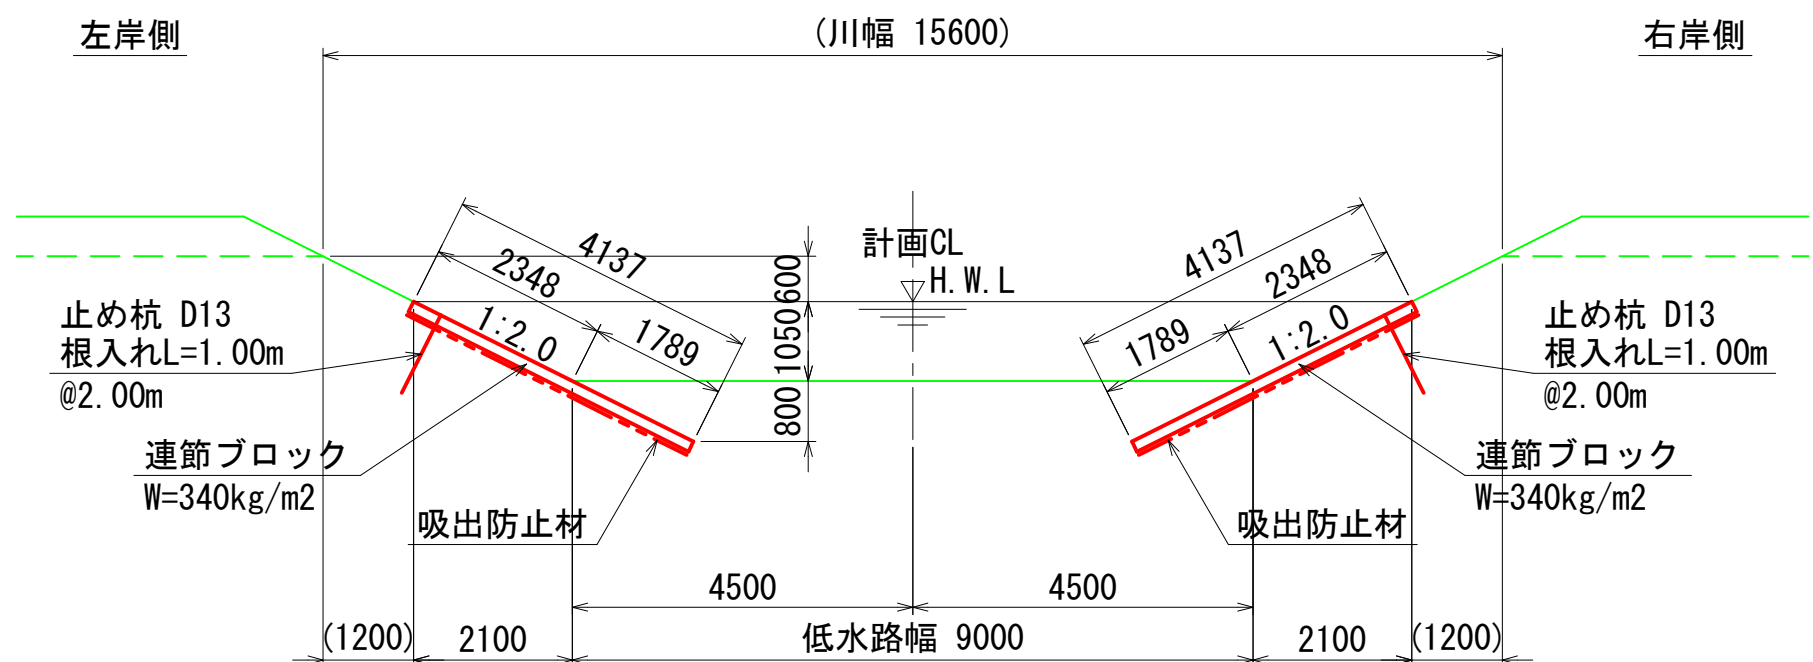 左岸側
(川幅 15600)
右岸側
4137
2348
1789
1:2.0
計画CL
H.W.L
600
1050
800
4137
2348
1789
1:2.0
止め杭 D13
根入れL=1.00m
@2.00m
止め杭 D13
根入れL=1.00m
@2.00m
連節ブロック
W=340kg/m2
連節ブロック
W=340kg/m2
吸出防止材
吸出防止材
4500
4500
(1200)
2100
低水路幅 9000
2100
(1200)